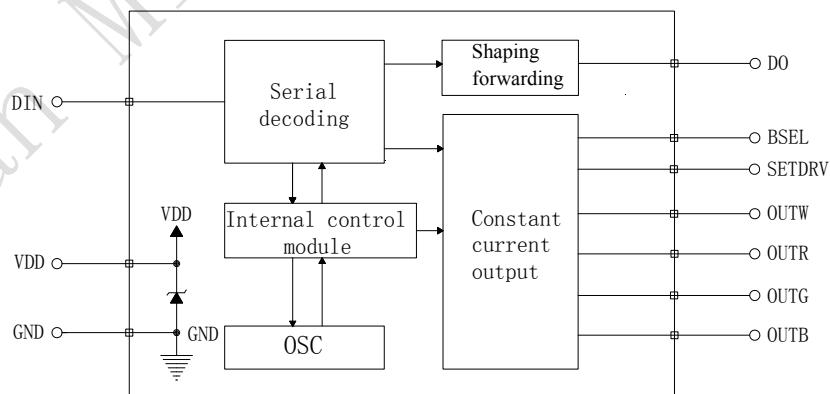 Shaping
forwarding
DO
DIN
Serial
decoding
BSEL
SETDRV
VDD
Internal control
module
Constant
current
output
OUTW
VDD
OUTR
OUTG
GND
GND
OSC
OUTB